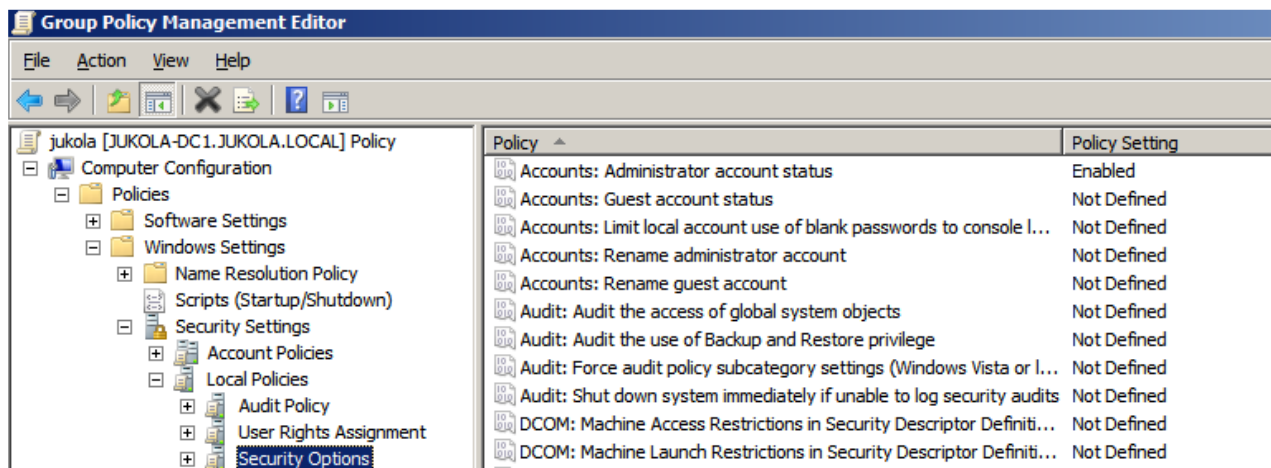 Group Policy Management Editor
File Action View Help
jukola [JUKOLA-DC1.JUKOLA.LOCAL] Policy
Computer Configuration
Policies
Software Settings
Windows Settings
Name Resolution Policy
Scripts (Startup/Shutdown)
Security Settings
Account Policies
Local Policies
Audit Policy
User Rights Assignment
Security Options
Policy Policy Setting
Accounts: Administrator account status Enabled
Accounts: Guest account status Not Defined
Accounts: Limit local account use of blank passwords to console l... Not Defined
Accounts: Rename administrator account Not Defined
Accounts: Rename guest account Not Defined
Audit: Audit the access of global system objects Not Defined
Audit: Audit the use of Backup and Restore privilege Not Defined
Audit: Force audit policy subcategory settings (Windows Vista or l... Not Defined
Audit: Shut down system immediately if unable to log security audits Not Defined
DCOM: Machine Access Restrictions in Security Descriptor Definiti... Not Defined
DCOM: Machine Launch Restrictions in Security Descriptor Definiti... Not Defined